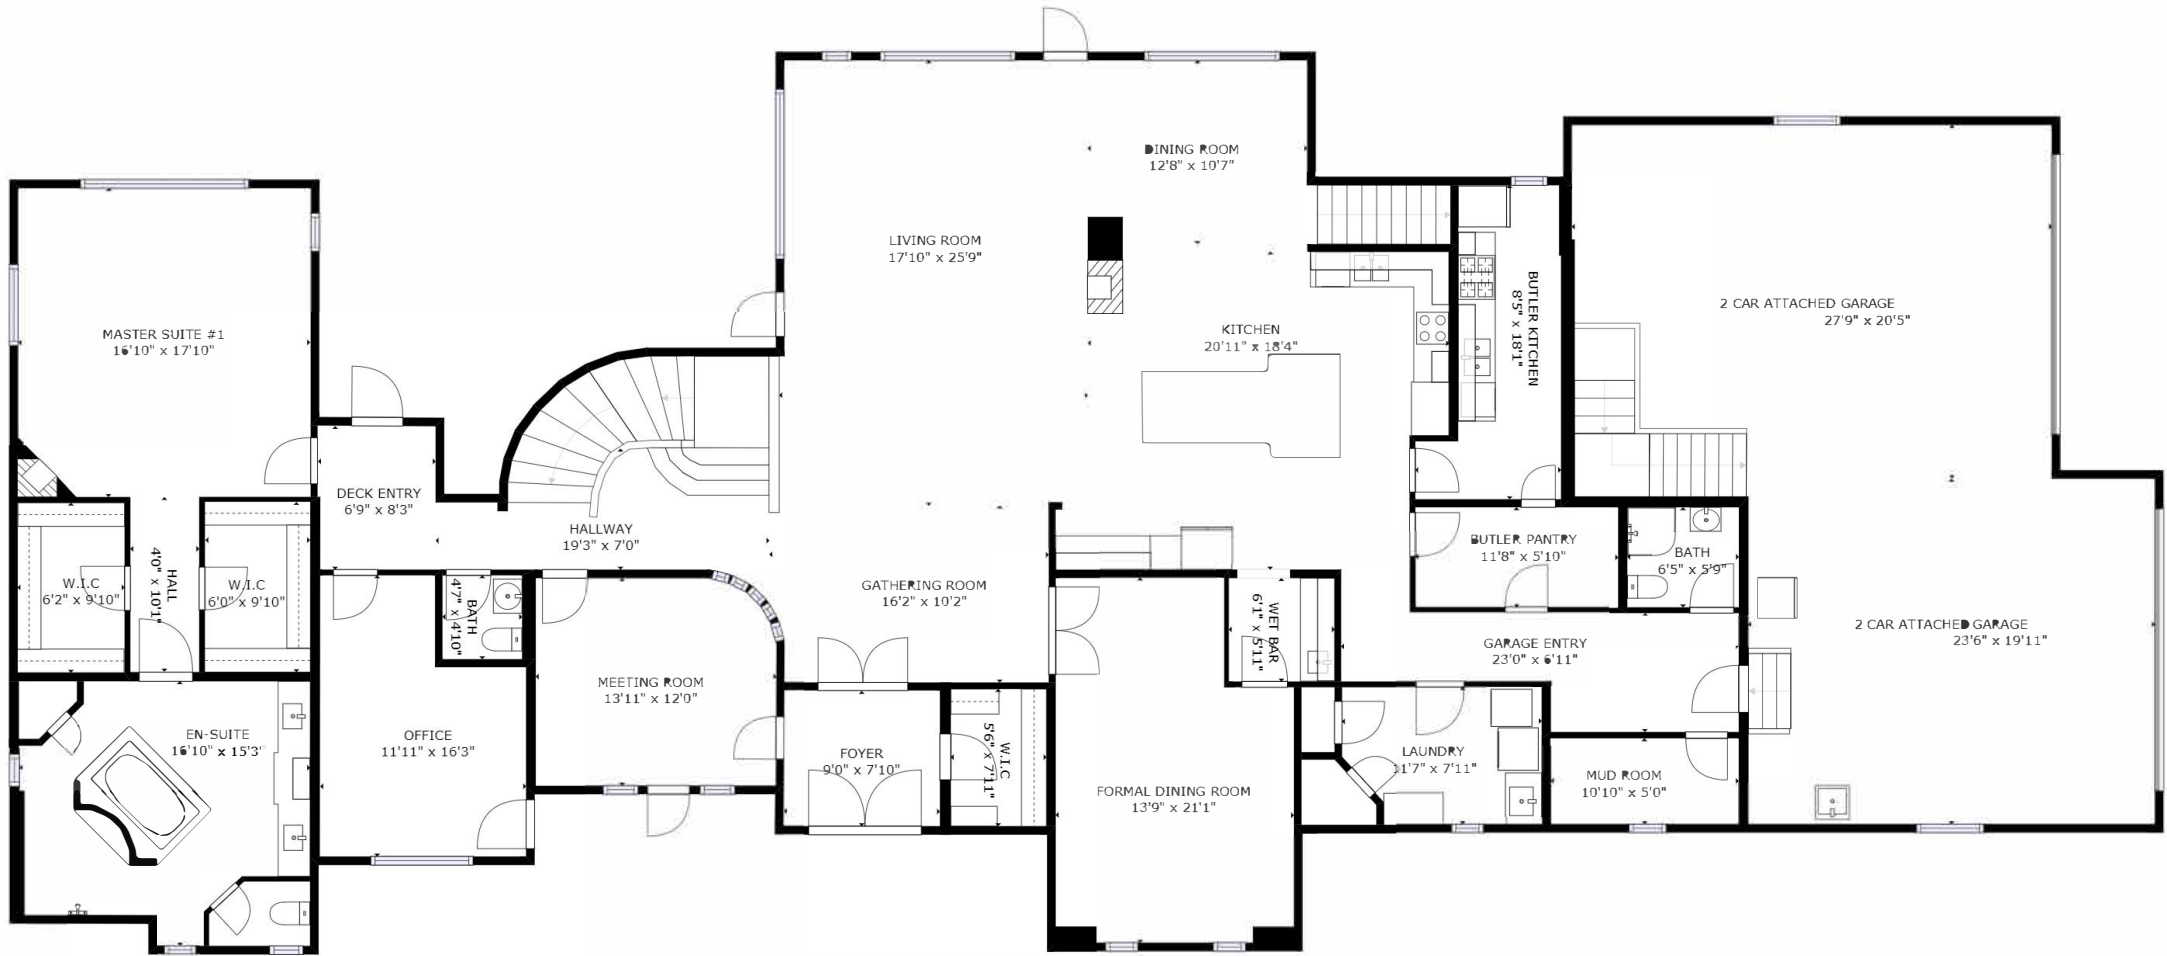 DINING ROOM
12'8" x 10'7"
LIVING ROOM
17'10" x 25'9"
2 CAR ATTACHED GARAGE
27'9" x 20'5"
MASTER SUITE #1
16'10" x 17'10"
KITCHEN
20'11" x 18'4"
BUTLER KITCHEN
8'5" x 18'1"
DECK ENTRY
6'9" x 8'3"
HALLWAY
19'3" x 7'0"
BUTLER PANTRY
11'8" x 5'10"
BATH
6'5" x 5'9"
W.I.C
6'2" x 9'10"
HALL
4'0" x 10'1"
W.I.C
6'0" x 9'10"
BATH
4'7" x 4'10"
GATHERING ROOM
16'2" x 10'2"
WET BAR
6'1" x 5'11"
GARAGE ENTRY
23'0" x 6'11"
2 CAR ATTACHED GARAGE
23'6" x 19'11"
MEETING ROOM
13'11" x 12'0"
EN-SUITE
16'10" x 15'3"
OFFICE
11'11" x 16'3"
FOYER
9'0" x 7'10"
W.I.C
5'6" x 7'11"
LAUNDRY
11'7" x 7'11"
MUD ROOM
10'10" x 5'0"
FORMAL DINING ROOM
13'9" x 21'1"